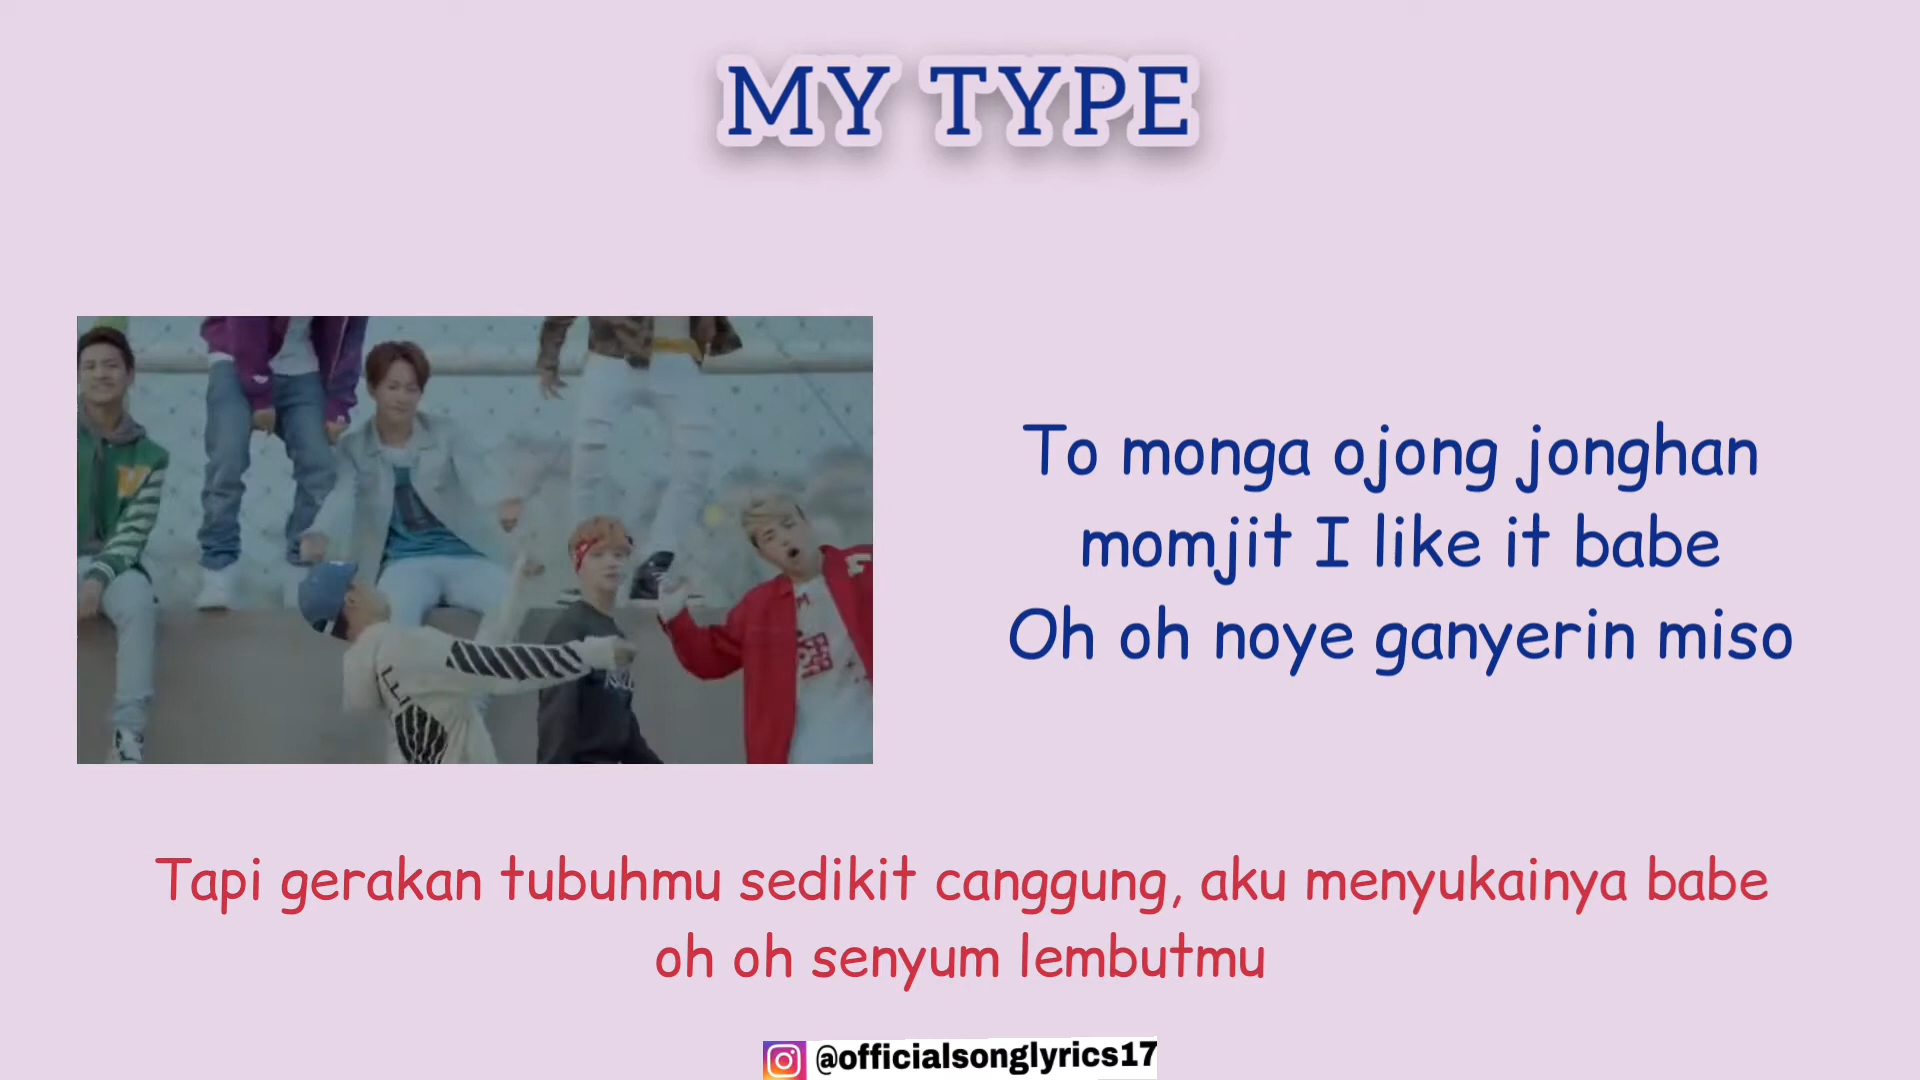 MY TYPE
To monga ojong jonghan
momjit I like it babe
Oh oh noye ganyerin miso
Tapi gerakan tubuhmu sedikit canggung, aku menyukainya babe
oh oh senyum lembutmu
@officialsonglyrics17